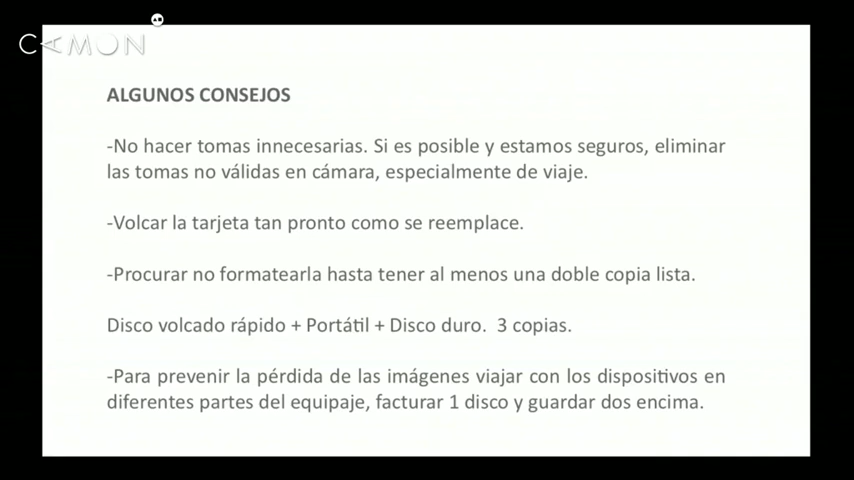 CAMON
ALGUNOS CONSEJOS
-No hacer tomas innecesarias. Si es posible y estamos seguros, eliminar
las tomas no válidas en cámara, especialmente de viaje.
-Volcar la tarjeta tan pronto como se reemplace.
-Procurar no formatearla hasta tener al menos una doble copia lista.
Disco volcado rápido + Portátil + Disco duro.  3 copias.
-Para prevenir la pérdida de las imágenes viajar con los dispositivos en
diferentes partes del equipaje, facturar 1 disco y guardar dos encima.